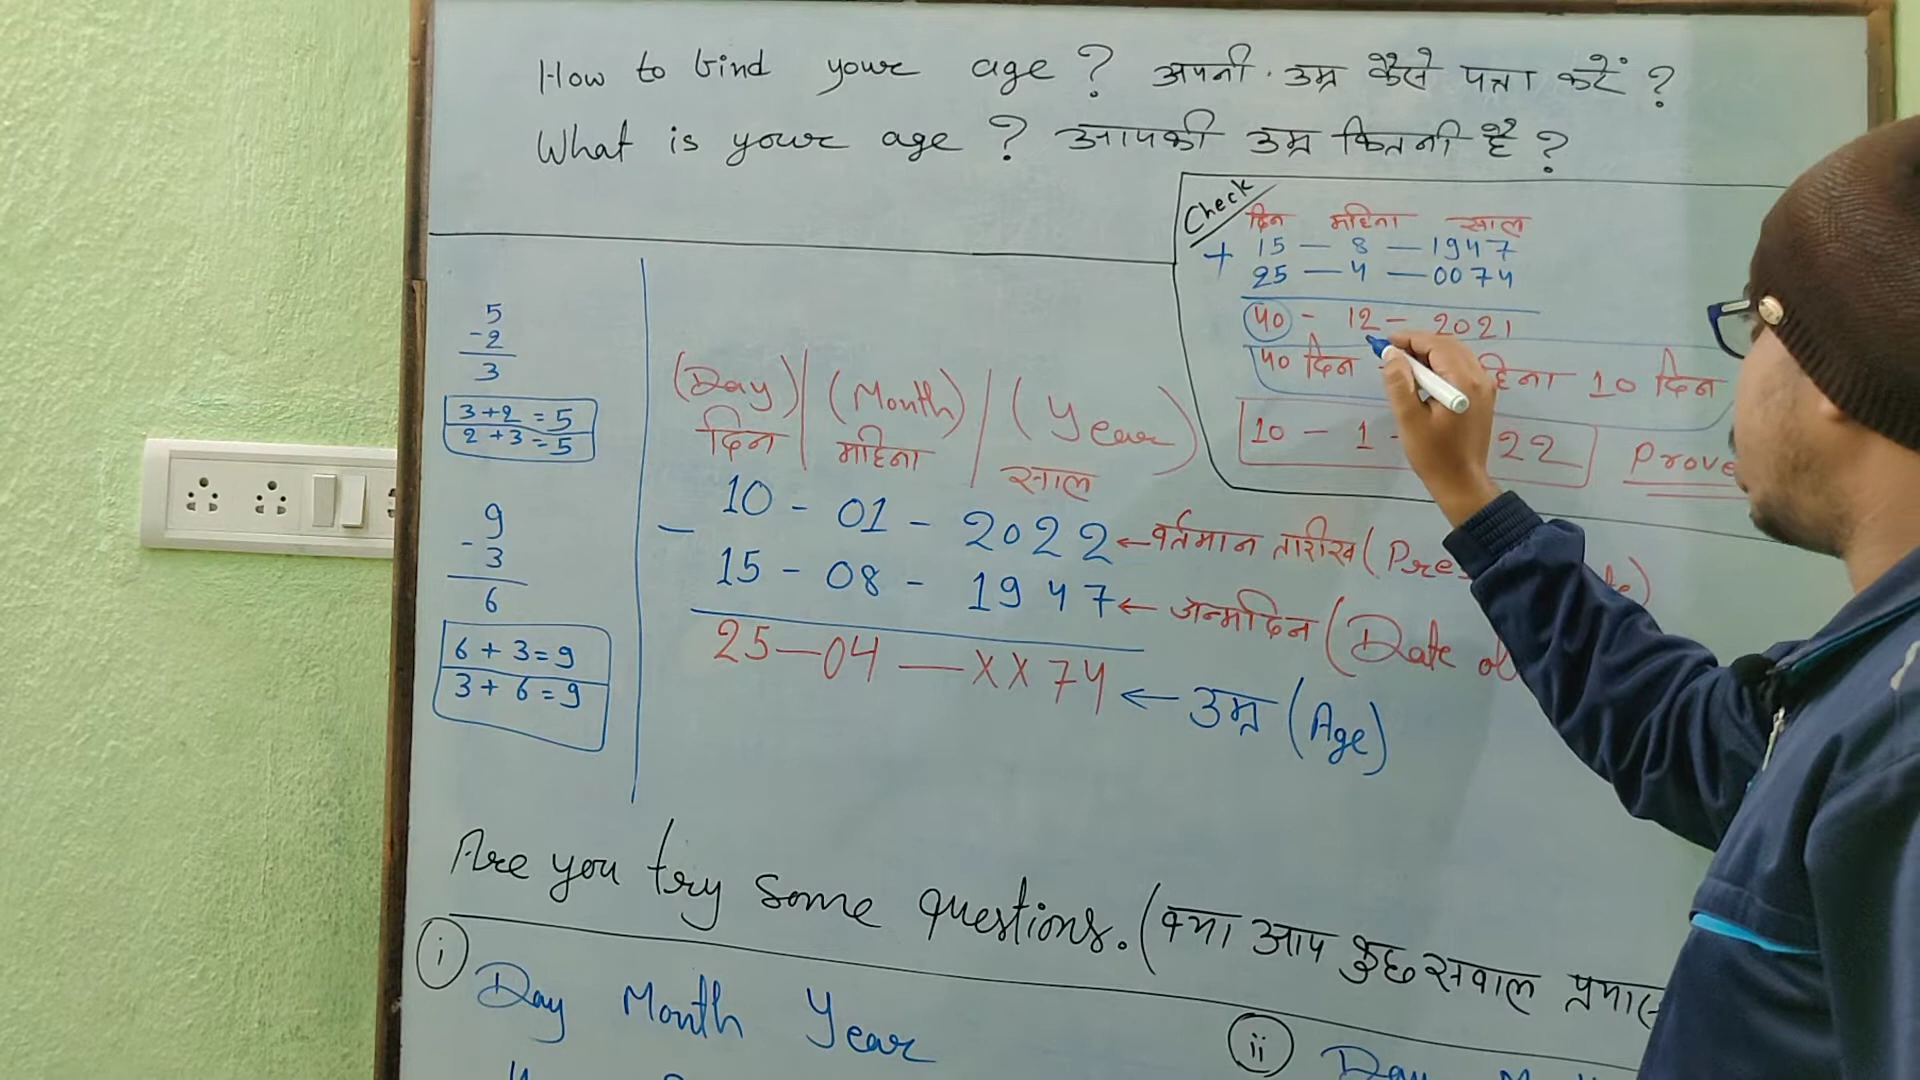 How to find your age ? अपनी उम्र कैसे पत्ता करें ?
What is your age ? आपकी उम्र कितनी है ?
Check
दिन महिना साल
+ 15 - 8 - 1947
25 - 4 - 0074
40 - 12 - 2021
40 दिन - हिना 10 दिन
10 - 1 - 22 Prove
5
-2
3
3+2=5
2+3=5
9
-3
6
6+3=9
3+6=9
(Day) / (Month) / (Year)
दिन महिना साल
10 - 01 - 2022 ← वर्तमान तारीख (Pres
- 15 - 08 - 1947 ← जन्मदिन (Date of
25-04-XX74 ← उम्र (Age)
Are you try some questions. (क्या आप कुछ सवाल प्रयास
i
Day Month Year
ii